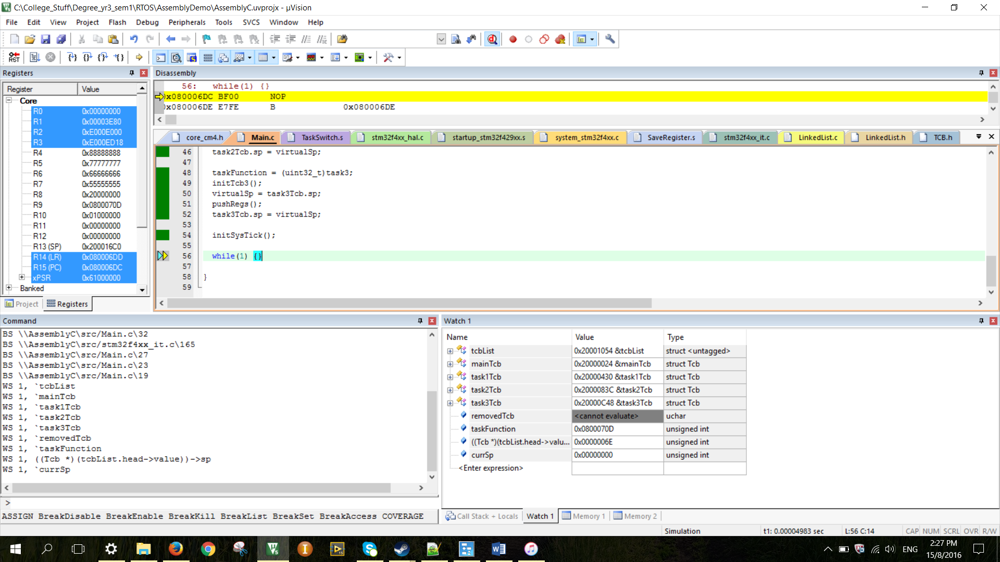 C:\College_Stuff\Degree_yr3_sem1\RTOS\AssemblyDemo\AssemblyC.uvprojx - µVision
File Edit View Project Flash Debug Peripherals Tools SVCS Window Help
RST
Registers
Register Value
Core
R0 0x00000000
R1 0x00003E80
R2 0xE000E000
R3 0xE000ED18
R4 0x88888888
R5 0x77777777
R6 0x66666666
R7 0x55555555
R8 0x20000000
R9 0x0800070D
R10 0x01000000
R11 0x00000000
R12 0x00000000
R13 (SP) 0x200016C0
R14 (LR) 0x080006DD
R15 (PC) 0x080006DC
xPSR 0x61000000
Banked
Project Registers
Disassembly
56: while(1) {}
0x080006DC BF00 NOP
0x080006DE E7FE B 0x080006DE
core_cm4.h Main.c TaskSwitch.s stm32f4xx_hal.c startup_stm32f429xx.s system_stm32f4xx.c SaveRegister.s stm32f4xx_it.c LinkedList.c LinkedList.h TCB.h
46 task2Tcb.sp = virtualSp;
47
48 taskFunction = (uint32_t)task3;
49 initTcb3();
50 virtualSp = task3Tcb.sp;
51 pushRegs();
52 task3Tcb.sp = virtualSp;
53
54 initSysTick();
55
56 while(1) {}
57
58 }
59
Command
BS \\AssemblyC\src/Main.c\32
BS \\AssemblyC\src/stm32f4xx_it.c\165
BS \\AssemblyC\src/Main.c\27
BS \\AssemblyC\src/Main.c\23
BS \\AssemblyC\src/Main.c\19
WS 1, `tcbList
WS 1, `mainTcb
WS 1, `task1Tcb
WS 1, `task2Tcb
WS 1, `task3Tcb
WS 1, `removedTcb
WS 1, `taskFunction
WS 1, ((Tcb *)(tcbList.head->value))->sp
WS 1, `currSp
>
ASSIGN BreakDisable BreakEnable BreakKill BreakList BreakSet BreakAccess COVERAGE
Watch 1
Name Value Type
tcbList 0x20001054 &tcbList struct <untagged>
mainTcb 0x20000024 &mainTcb struct Tcb
task1Tcb 0x20000430 &task1Tcb struct Tcb
task2Tcb 0x2000083C &task2Tcb struct Tcb
task3Tcb 0x20000C48 &task3Tcb struct Tcb
removedTcb <cannot evaluate> uchar
taskFunction 0x0800070D unsigned int
((Tcb *)(tcbList.head->valu... 0x0000006E unsigned int
currSp 0x00000000 unsigned int
<Enter expression>
Call Stack + Locals Watch 1 Memory 1 Memory 2
Simulation t1: 0.00004983 sec L:56 C:14 CAP NUM SCRL OVR R/W
ENG
2:27 PM
15/8/2016